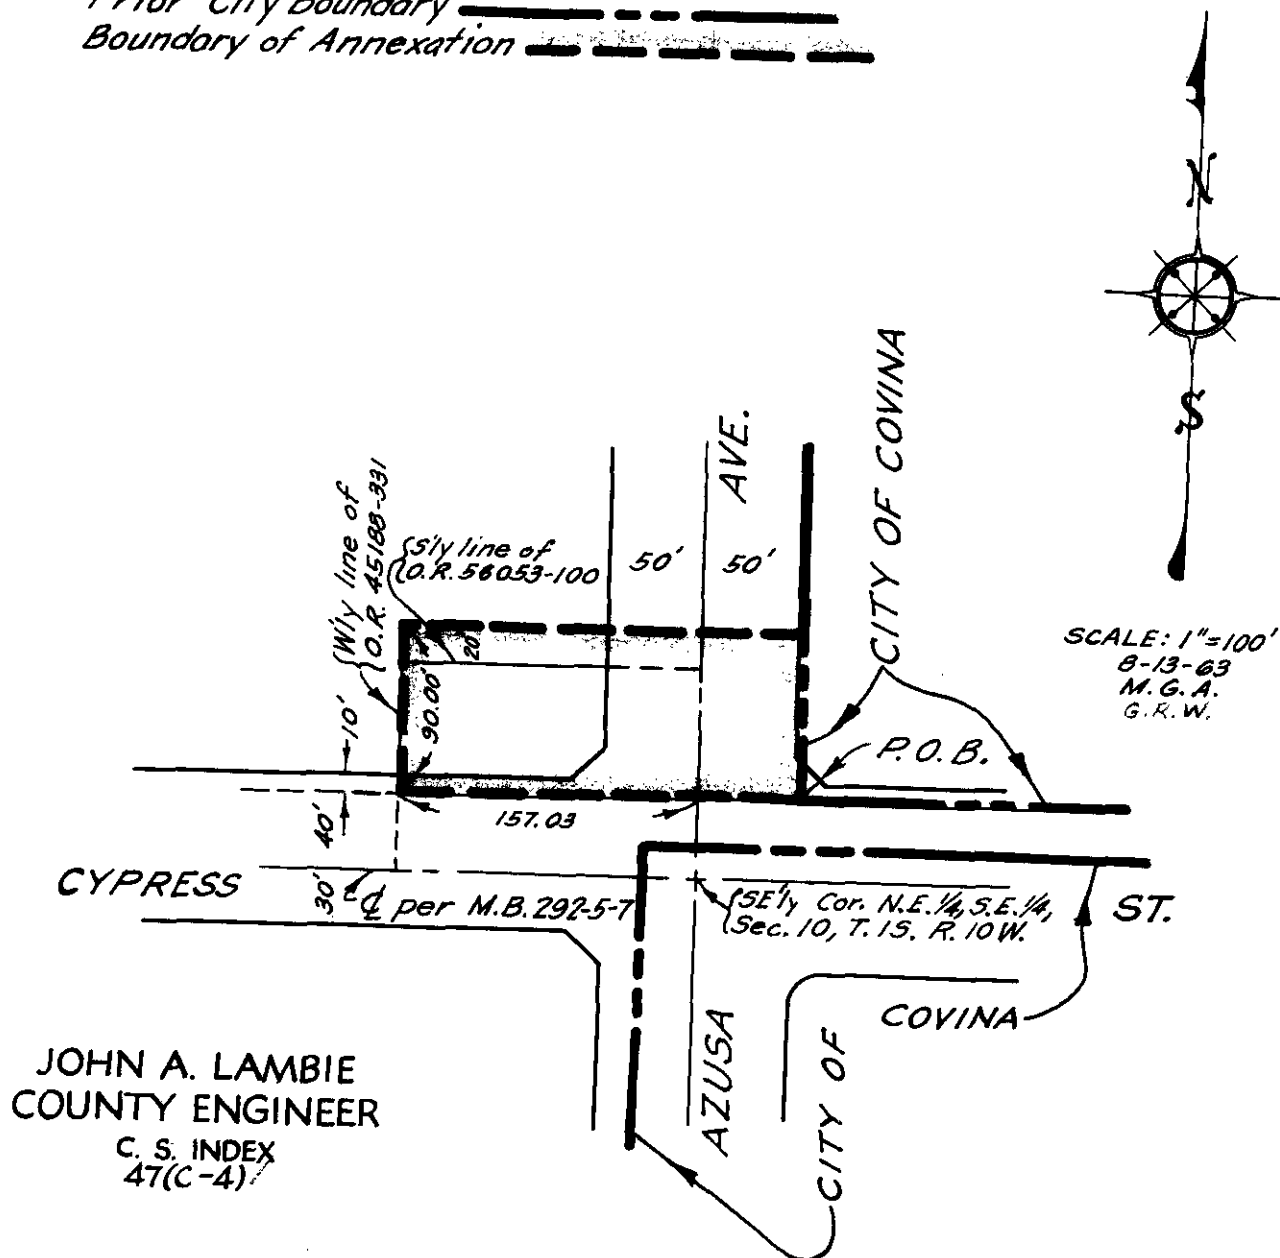 Prior City Boundary
Boundary of Annexation
N
S
SCALE: 1"=100'
8-13-63
M.G.A.
G.R.W.
CITY OF COVINA
AVE.
50'
50'
W'ly line of
O.R. 45188-331
S'ly line of
O.R. 56053-100
20'
90.00'
10'
40'
30'
157.03
P.O.B.
CYPRESS
℄ per M.B. 292-5-7
SE'ly Cor. N.E.¼, S.E.¼,
Sec. 10, T.1S. R.10W.
ST.
COVINA
AZUSA
CITY OF
JOHN A. LAMBIE
COUNTY ENGINEER
C. S. INDEX
47(C-4)